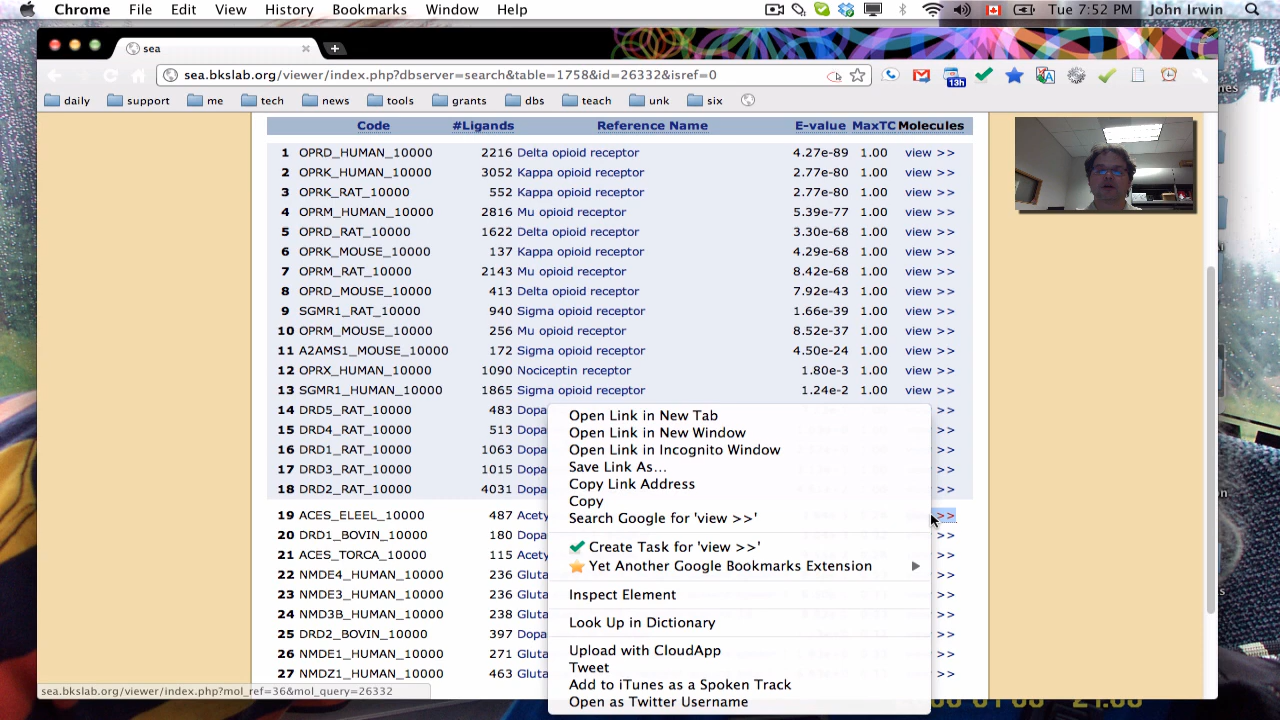 Chrome File Edit View History Bookmarks Window Help Tue 7:52 PM John Irwin
sea
sea.bkslab.org/viewer/index.php?dbserver=search&table=1758&id=26332&isref=0
13h
daily support me tech news tools grants dbs teach unk six
Code #Ligands Reference Name E-value MaxTC Molecules
1 OPRD_HUMAN_10000 2216 Delta opioid receptor 4.27e-89 1.00 view >>
2 OPRK_HUMAN_10000 3052 Kappa opioid receptor 2.77e-80 1.00 view >>
3 OPRK_RAT_10000 552 Kappa opioid receptor 2.77e-80 1.00 view >>
4 OPRM_HUMAN_10000 2816 Mu opioid receptor 5.39e-77 1.00 view >>
5 OPRD_RAT_10000 1622 Delta opioid receptor 3.30e-68 1.00 view >>
6 OPRK_MOUSE_10000 137 Kappa opioid receptor 4.29e-68 1.00 view >>
7 OPRM_RAT_10000 2143 Mu opioid receptor 8.42e-68 1.00 view >>
8 OPRD_MOUSE_10000 413 Delta opioid receptor 7.92e-43 1.00 view >>
9 SGMR1_RAT_10000 940 Sigma opioid receptor 1.66e-39 1.00 view >>
10 OPRM_MOUSE_10000 256 Mu opioid receptor 8.52e-37 1.00 view >>
11 A2AMS1_MOUSE_10000 172 Sigma opioid receptor 4.50e-24 1.00 view >>
12 OPRX_HUMAN_10000 1090 Nociceptin receptor 1.80e-3 1.00 view >>
13 SGMR1_HUMAN_10000 1865 Sigma opioid receptor 1.24e-2 1.00 view >>
14 DRD5_RAT_10000 483 Dopa
15 DRD4_RAT_10000 513 Dopa
16 DRD1_RAT_10000 1063 Dopa
17 DRD3_RAT_10000 1015 Dopa
18 DRD2_RAT_10000 4031 Dopa
19 ACES_ELEEL_10000 487 Acety >>
20 DRD1_BOVIN_10000 180 Dopa
21 ACES_TORCA_10000 115 Acety
22 NMDE4_HUMAN_10000 236 Gluta
23 NMDE3_HUMAN_10000 236 Gluta
24 NMD3B_HUMAN_10000 238 Gluta
25 DRD2_BOVIN_10000 397 Dopa
26 NMDE1_HUMAN_10000 271 Gluta
27 NMDZ1_HUMAN_10000 463 Gluta
Open Link in New Tab
Open Link in New Window
Open Link in Incognito Window
Save Link As...
Copy Link Address
Copy
Search Google for 'view >>'
Create Task for 'view >>'
Yet Another Google Bookmarks Extension
Inspect Element
Look Up in Dictionary
Upload with CloudApp
Tweet
Add to iTunes as a Spoken Track
Open as Twitter Username
sea.bkslab.org/viewer/index.php?mol_ref=36&mol_query=26332